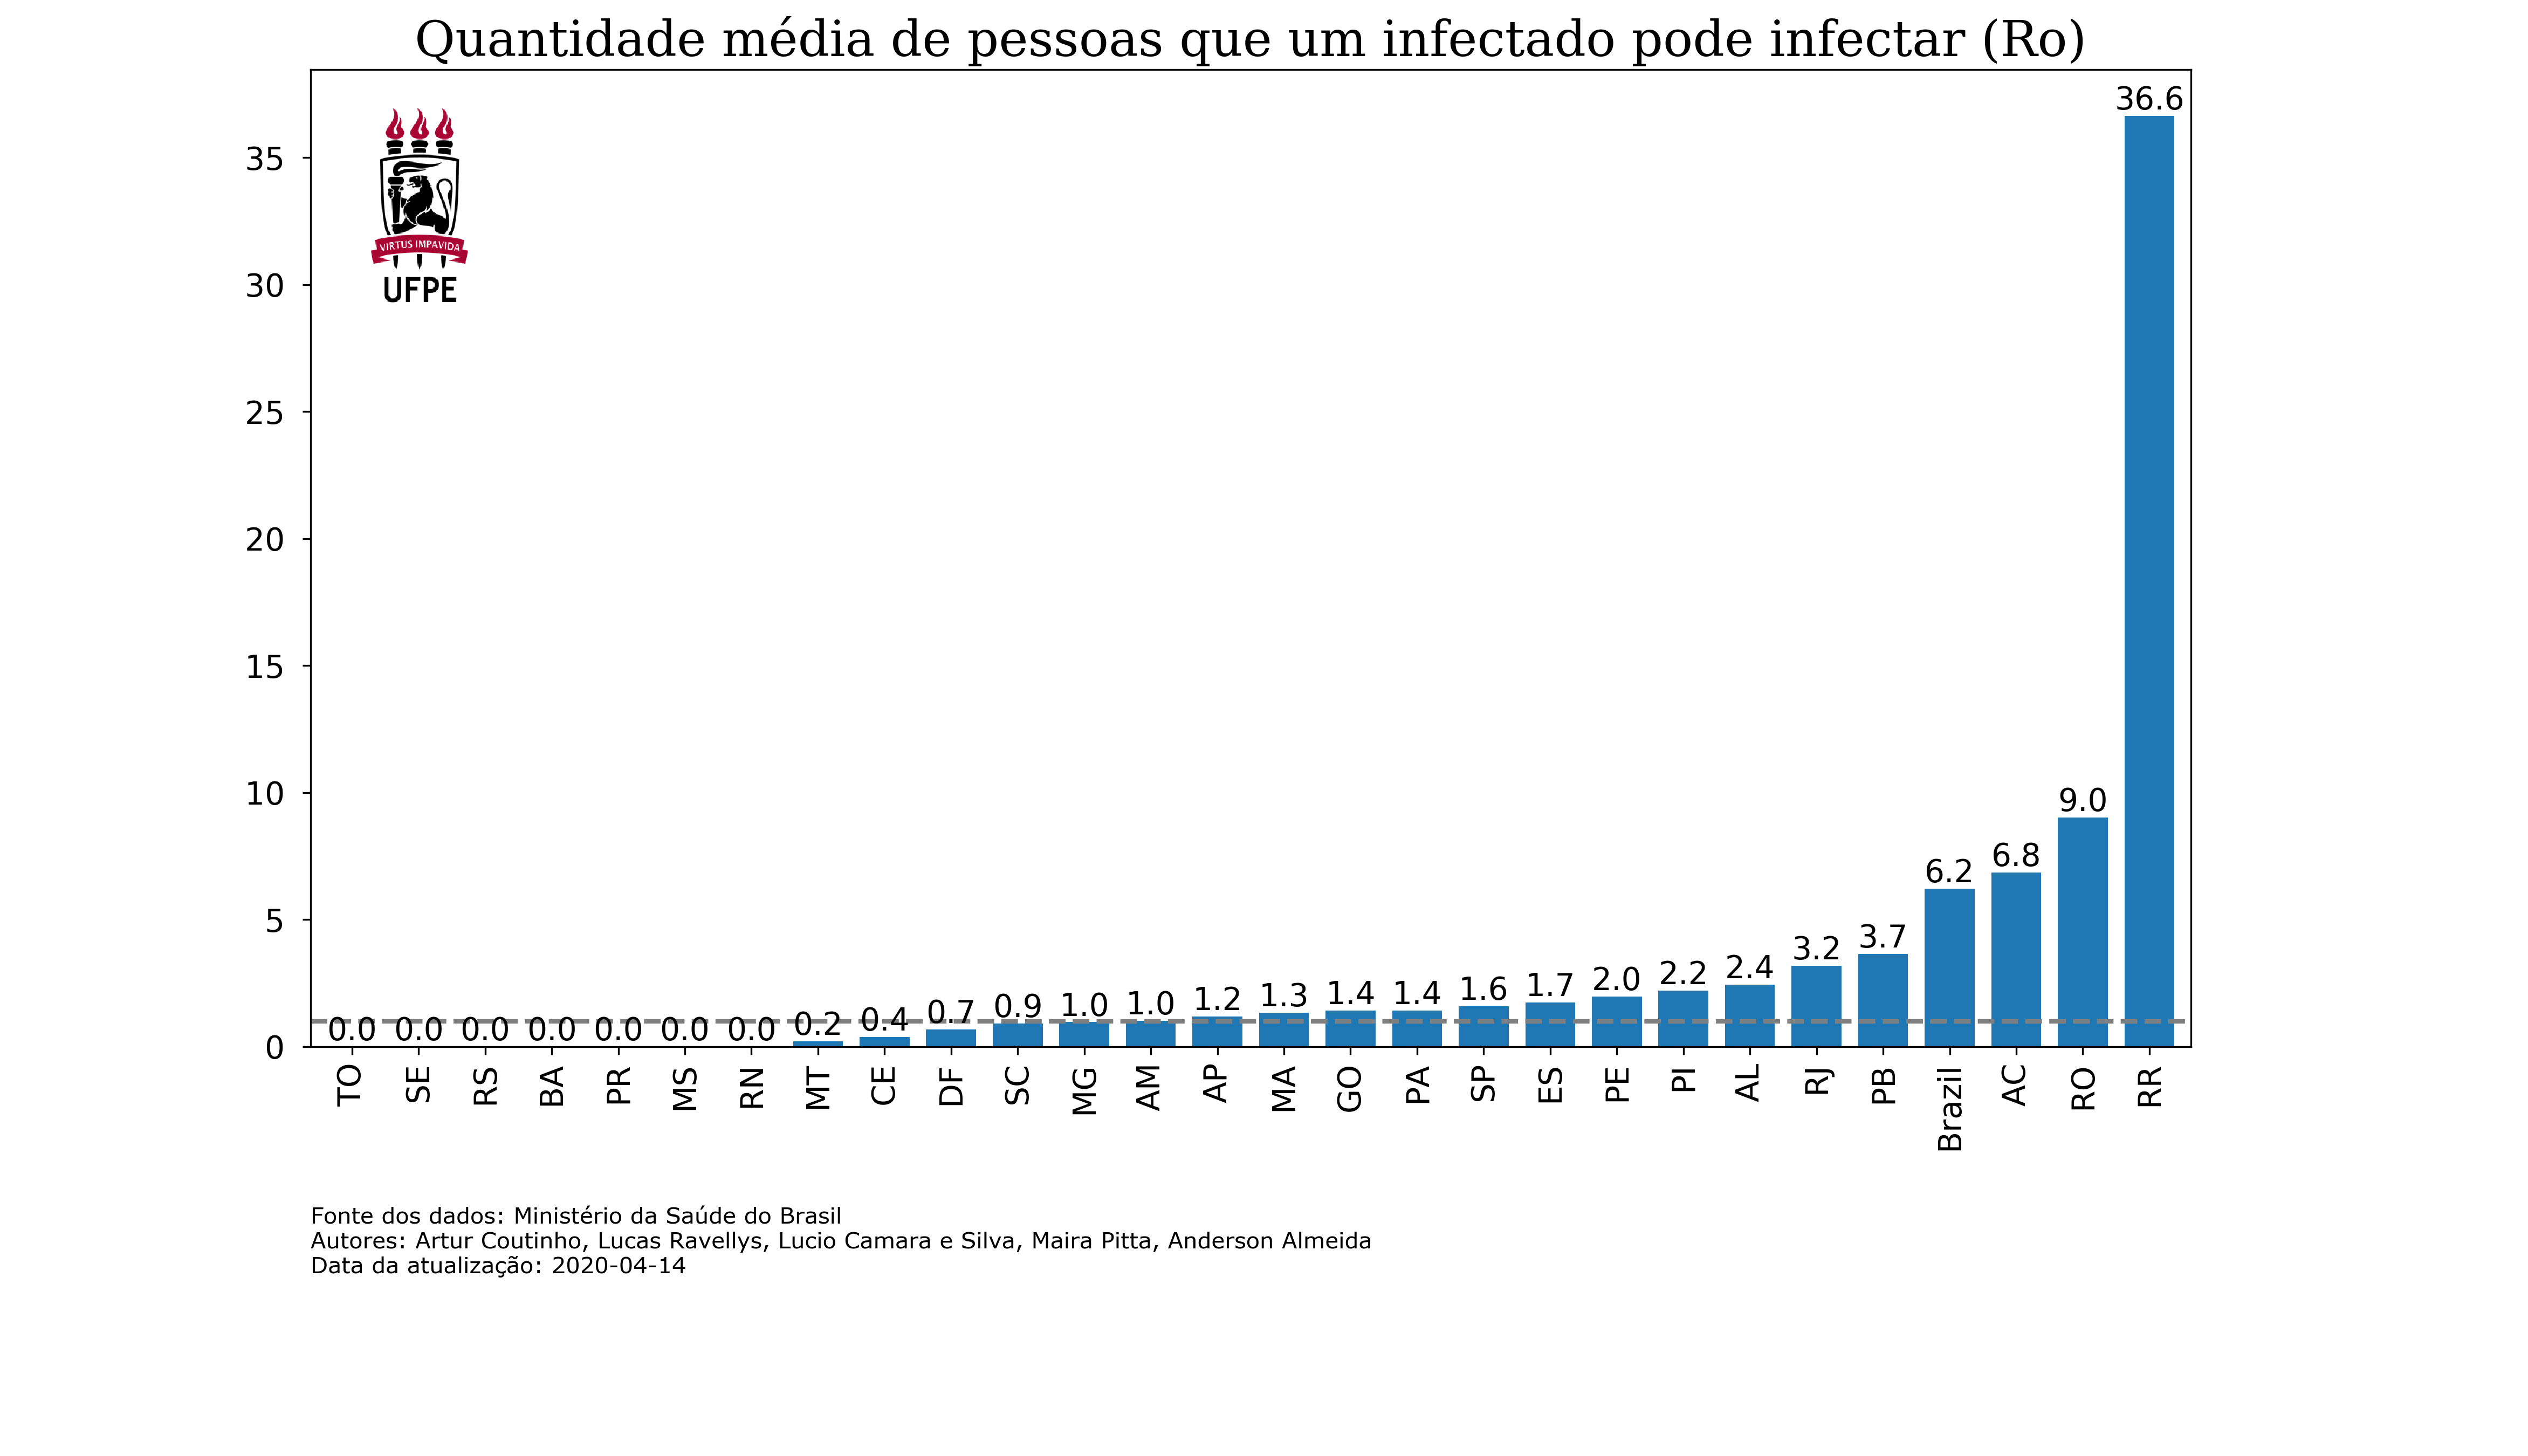 Quantidade média de pessoas que um infectado pode infectar (Ro)
VIRTUS IMPAVIDA
UFPE
35
30
25
20
15
10
5
0
0.0 0.0 0.0 0.0 0.0 0.0 0.0 0.2 0.4 0.7 0.9 1.0 1.0 1.2 1.3 1.4 1.4 1.6 1.7 2.0 2.2 2.4 3.2 3.7 6.2 6.8 9.0 36.6
TO SE RS BA PR MS RN MT CE DF SC MG AM AP MA GO PA SP ES PE PI AL RJ PB Brazil AC RO RR
Fonte dos dados: Ministério da Saúde do Brasil
Autores: Artur Coutinho, Lucas Ravellys, Lucio Camara e Silva, Maira Pitta, Anderson Almeida
Data da atualização: 2020-04-14